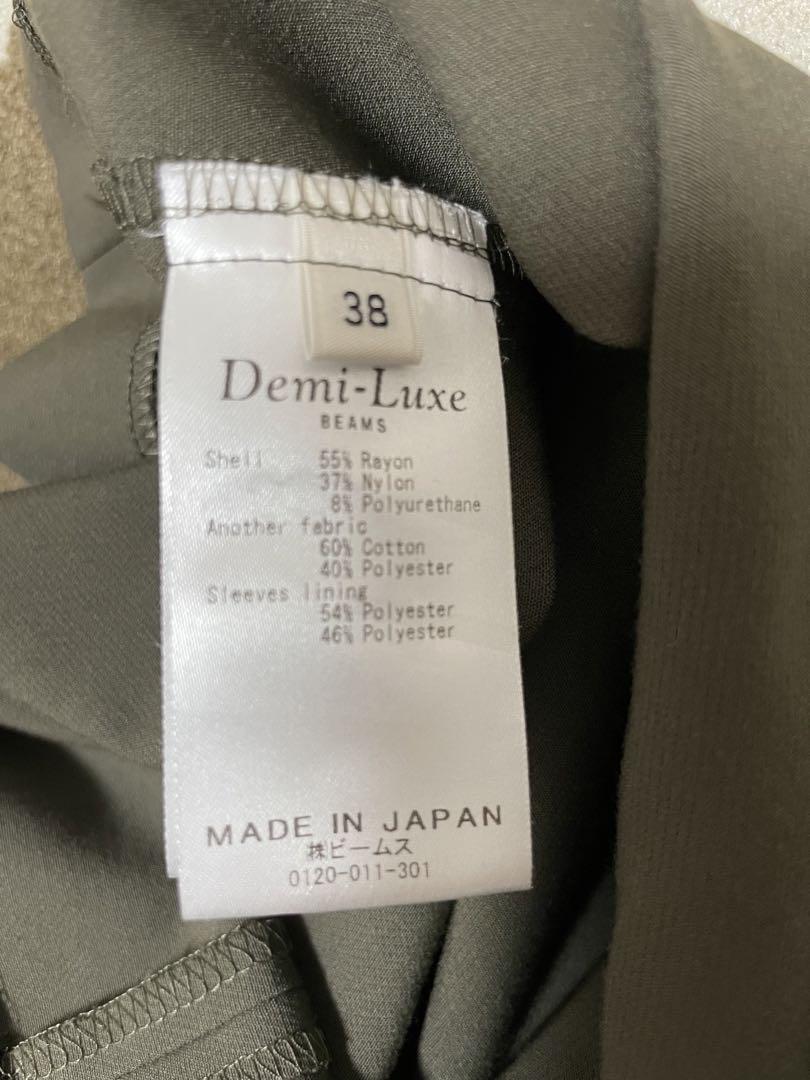 38
Demi-Luxe
BEAMS
Shell 55% Rayon
37% Nylon
8% Polyurethane
Another fabric
60% Cotton
40% Polyester
Sleeves lining
54% Polyester
46% Polyester
MADE IN JAPAN
㈱ビームス
0120-011-301